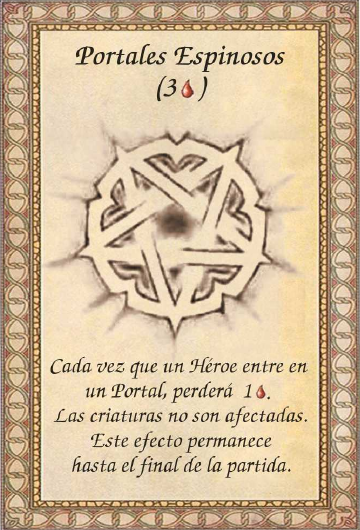 Portales Espinosos
(3🩸)
Cada vez que un Héroe entre en
un Portal, perderá 1🩸.
Las criaturas no son afectadas.
Este efecto permanece
hasta el final de la partida.